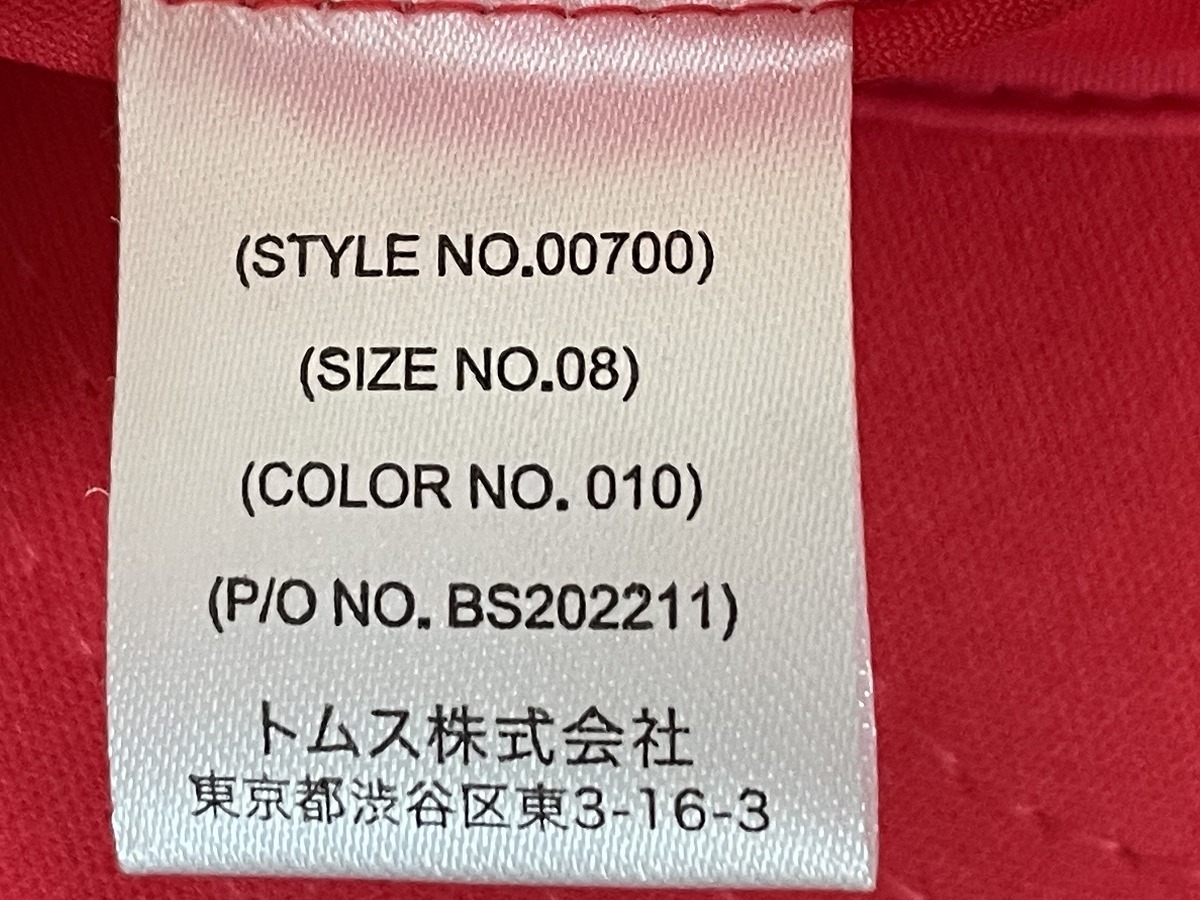 (STYLE NO.00700)
(SIZE NO.08)
(COLOR NO. 010)
(P/O NO. BS202211)
トムス株式会社
東京都渋谷区東3-16-3